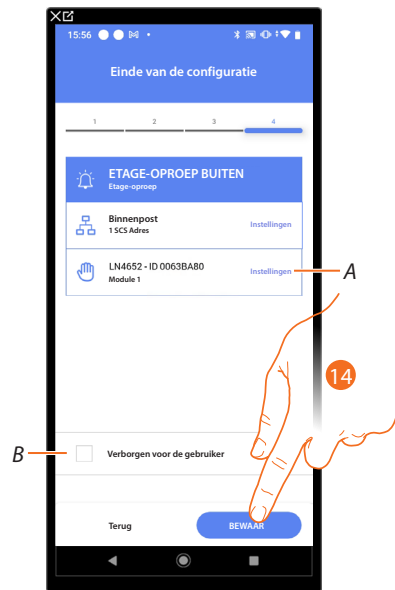 15:56
Einde van de configuratie
1 2 3 4
ETAGE-OPROEP BUITEN
Etage-oproep
Binnenpost
1 SCS Adres
Instellingen
LN4652 - ID 0063BA80
Module 1
Instellingen
A
14
B
Verborgen voor de gebruiker
Terug
BEWAAR